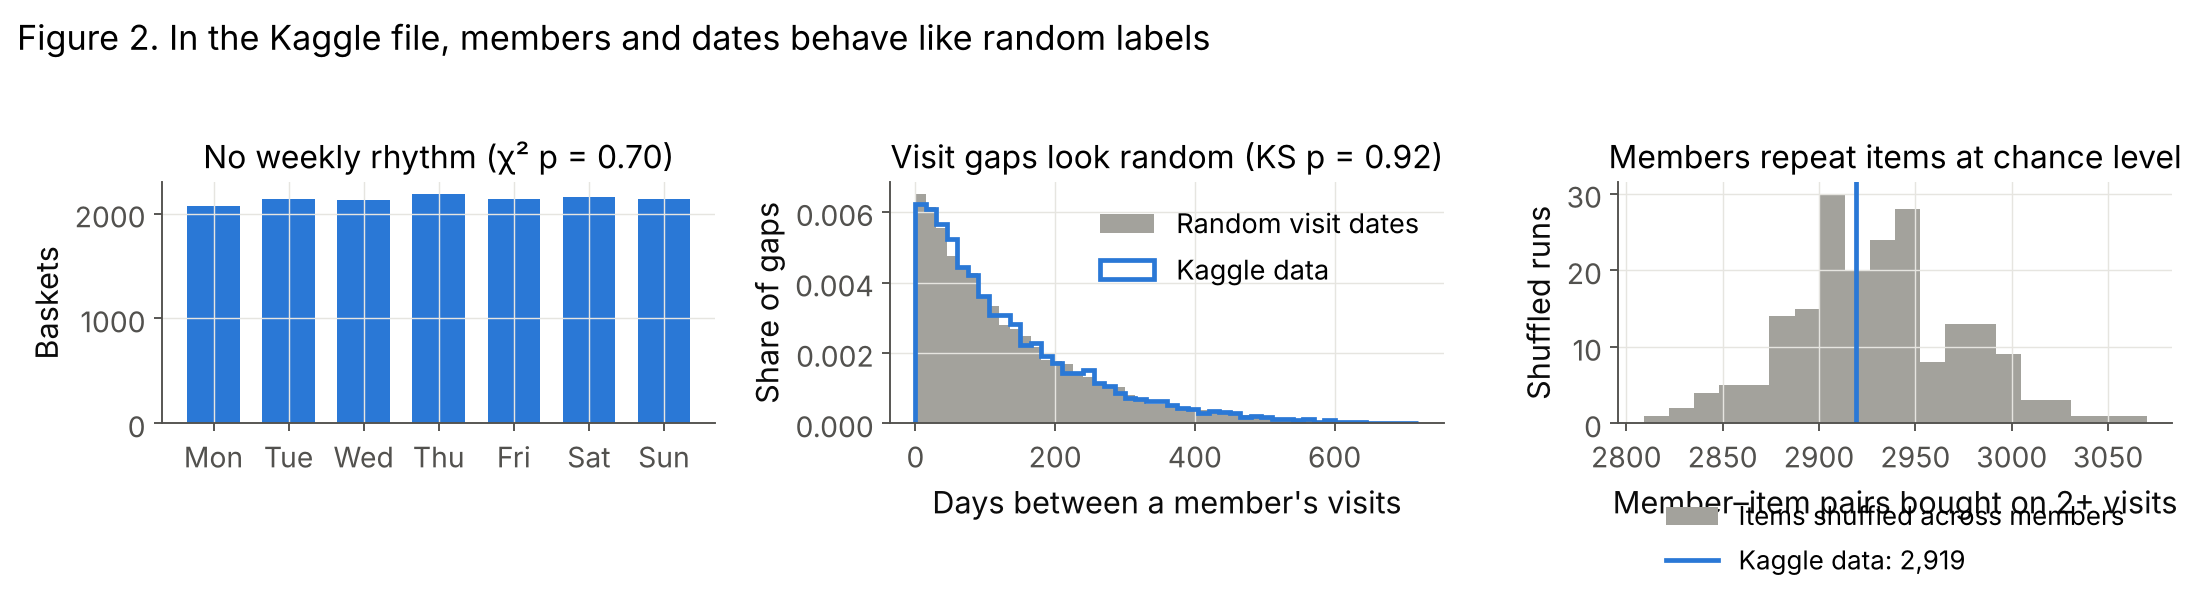 Figure 2. In the Kaggle file, members and dates behave like random labels
No weekly rhythm (χ² p = 0.70)
Baskets
2000
1000
0
Mon Tue Wed Thu Fri Sat Sun
Visit gaps look random (KS p = 0.92)
Share of gaps
0.006
0.004
0.002
0.000
Random visit dates
Kaggle data
0 200 400 600
Days between a member's visits
Members repeat items at chance level
Shuffled runs
30
20
10
0
2800 2850 2900 2950 3000 3050
Member–item pairs bought on 2+ visits
Items shuffled across members
Kaggle data: 2,919